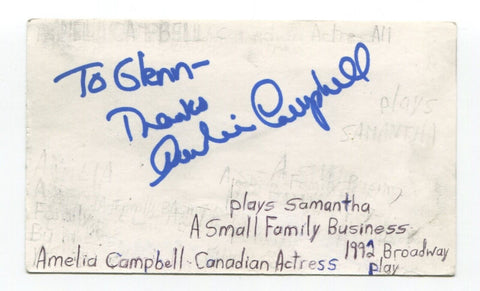 To Glenn-
Thanks
Amelia Campbell
plays Samantha
A Small Family Business
1992 Broadway
Amelia Campbell-Canadian Actress play